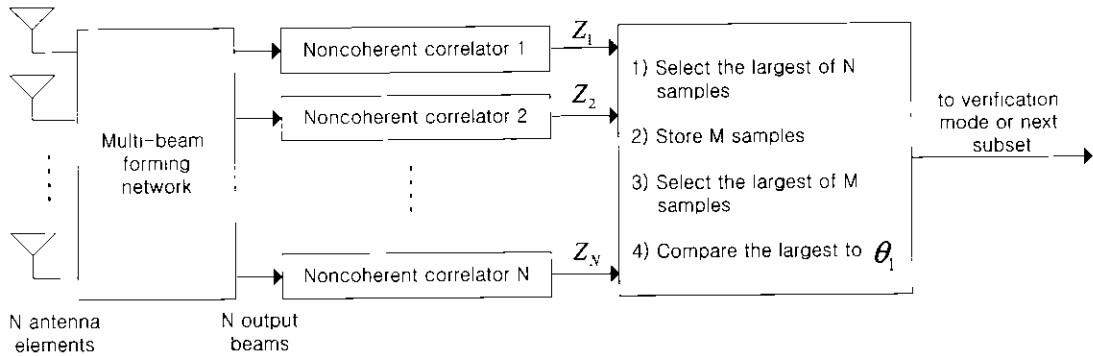 Multi-beam
forming
network
N antenna
elements
N output
beams
Noncoherent correlator 1
Noncoherent correlator 2
Noncoherent correlator N
Z₁
Z₂
Z_N
1) Select the largest of N
samples
2) Store M samples
3) Select the largest of M
samples
4) Compare the largest to θ₁
to verification
mode or next
subset